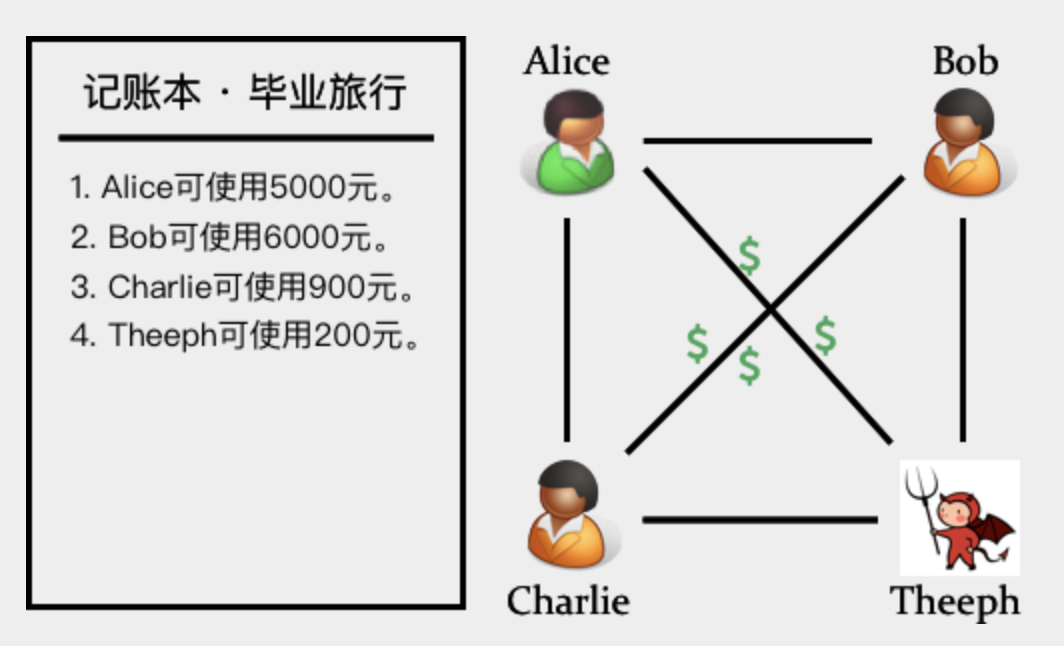 记账本 · 毕业旅行
1. Alice可使用5000元。
2. Bob可使用6000元。
3. Charlie可使用900元。
4. Theeph可使用200元。
Alice
Bob
$
$
$
$
Charlie
Theeph